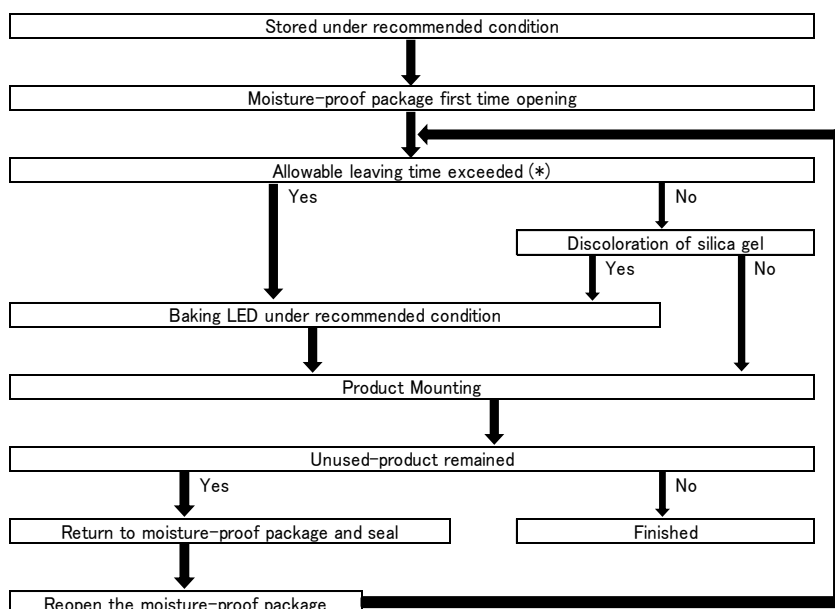 Stored under recommended condition
Moisture-proof package first time opening
Allowable leaving time exceeded (*)
Yes
No
Discoloration of silica gel
Yes
No
Baking LED under recommended condition
Product Mounting
Unused-product remained
Yes
No
Return to moisture-proof package and seal
Finished
Reopen the moisture-proof package